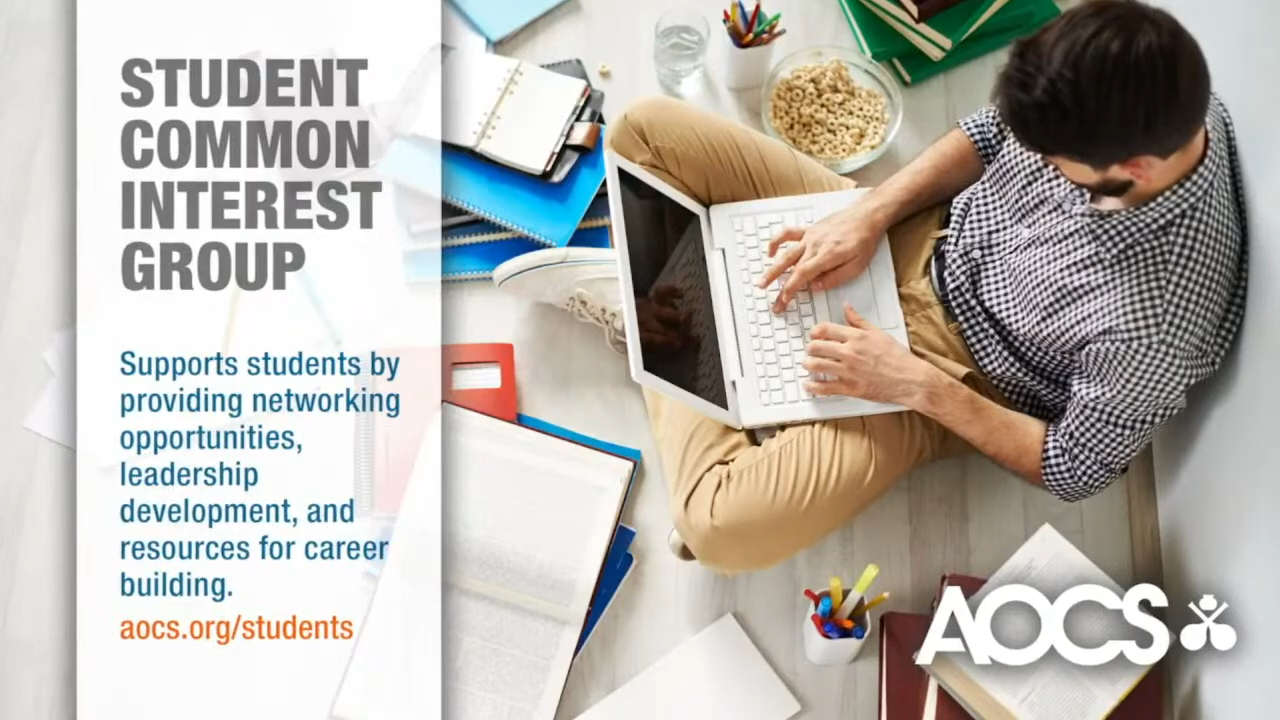 STUDENT
COMMON
INTEREST
GROUP
Supports students by
providing networking
opportunities,
leadership
development, and
resources for career
building.
aocs.org/students
AOCS